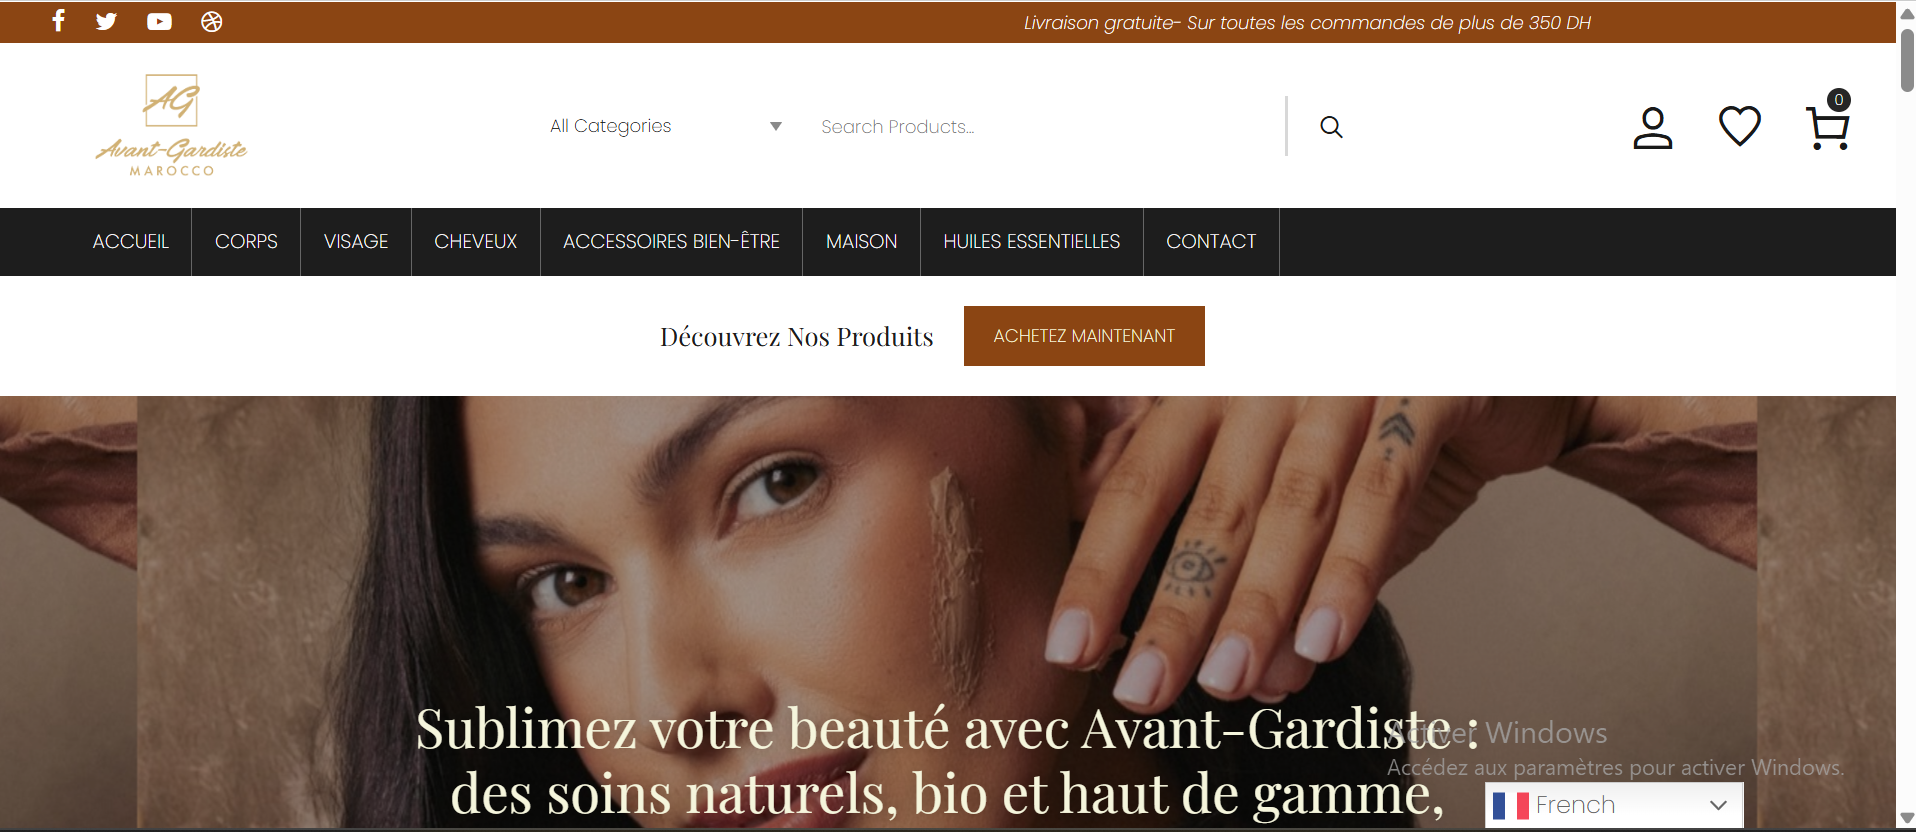 Livraison gratuite- Sur toutes les commandes de plus de 350 DH
AG
Avant-Gardiste
MAROCCO
All Categories
Search Products...
0
ACCUEIL
CORPS
VISAGE
CHEVEUX
ACCESSOIRES BIEN-ÊTRE
MAISON
HUILES ESSENTIELLES
CONTACT
Découvrez Nos Produits
ACHETEZ MAINTENANT
Sublimez votre beauté avec Avant-Gardiste :
des soins naturels, bio et haut de gamme,
Activer Windows
Accédez aux paramètres pour activer Windows.
French